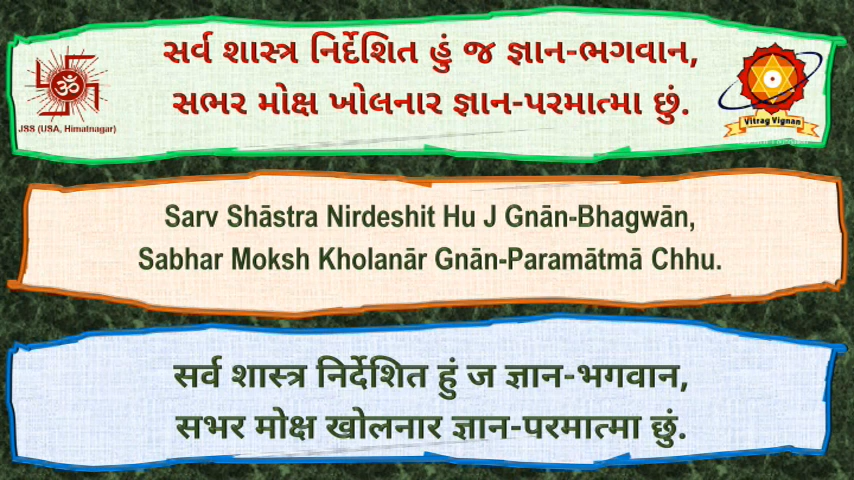 સર્વ શાસ્ત્ર નિર્દેશિત હું જ જ્ઞાન-ભગવાન,
સભર મોક્ષ ખોલનાર જ્ઞાન-પરમાત્મા છું.
ॐ
JSS (USA, Himatnagar)
Vitrag Vignan
Sarv Shāstra Nirdeshit Hu J Gnān-Bhagwān,
Sabhar Moksh Kholanār Gnān-Paramātmā Chhu.
सर्व शास्त्र निर्देशित हुं ज ज्ञान-भगवान,
सभर मोक्ष खोलनार ज्ञान-परमात्मा छुं.